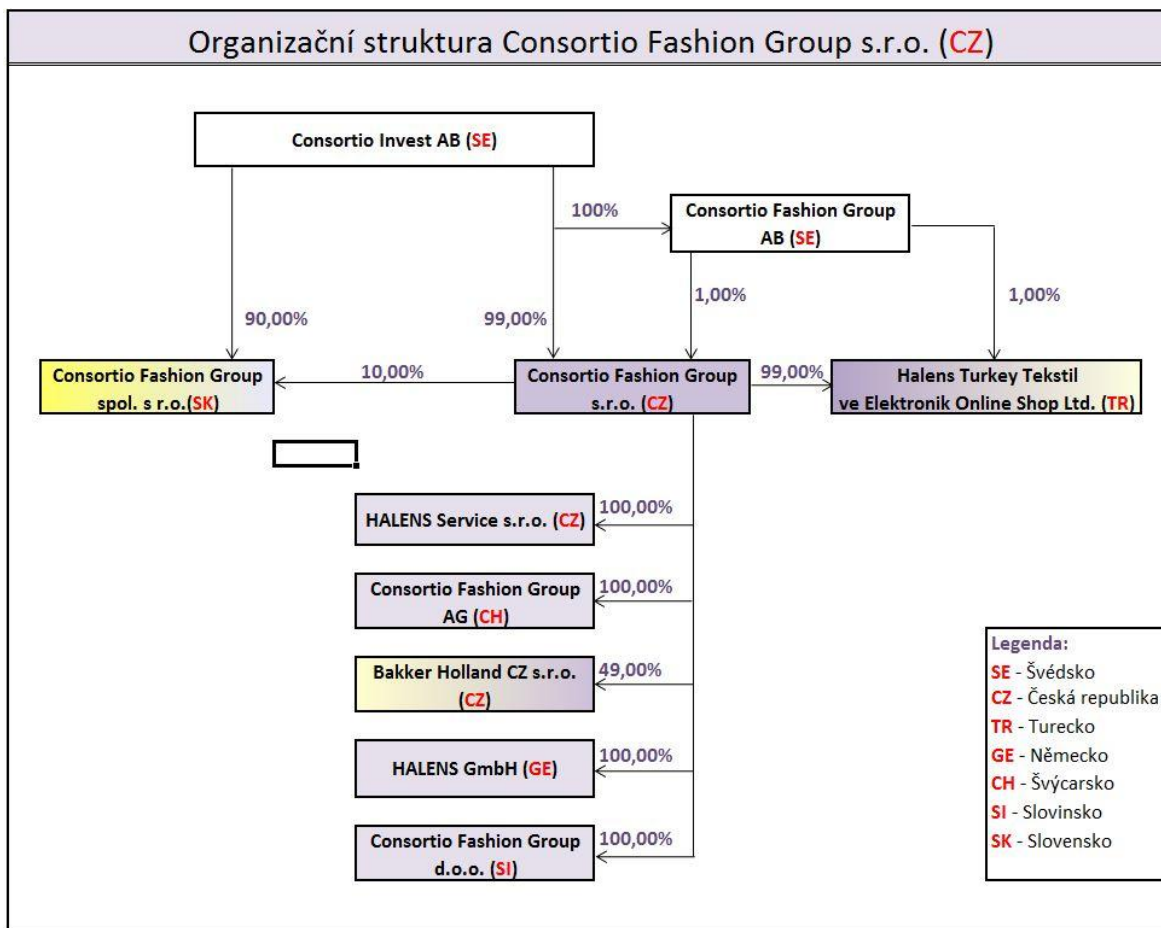 Organizační struktura Consortio Fashion Group s.r.o. (CZ)
Consortio Invest AB (SE)
100%
Consortio Fashion Group
AB (SE)
90,00%
99,00%
1,00%
1,00%
Consortio Fashion Group
spol. s r.o.(SK)
10,00%
Consortio Fashion Group
s.r.o. (CZ)
99,00%
Halens Turkey Tekstil
ve Elektronik Online Shop Ltd. (TR)
HALENS Service s.r.o. (CZ)
100,00%
Consortio Fashion Group
AG (CH)
100,00%
Bakker Holland CZ s.r.o.
(CZ)
49,00%
HALENS GmbH (GE)
100,00%
Consortio Fashion Group
d.o.o. (SI)
100,00%
Legenda:
SE - Švédsko
CZ - Česká republika
TR - Turecko
GE - Německo
CH - Švýcarsko
SI - Slovinsko
SK - Slovensko